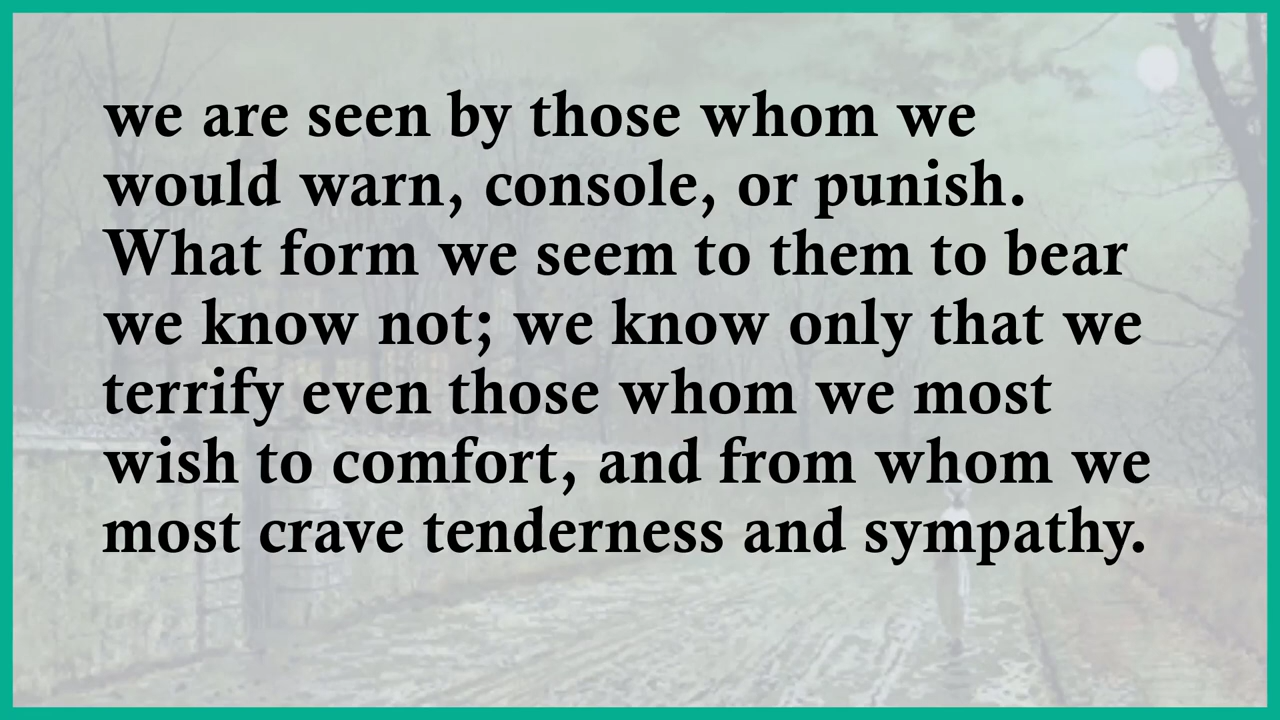 we are seen by those whom we
would warn, console, or punish.
What form we seem to them to bear
we know not; we know only that we
terrify even those whom we most
wish to comfort, and from whom we
most crave tenderness and sympathy.